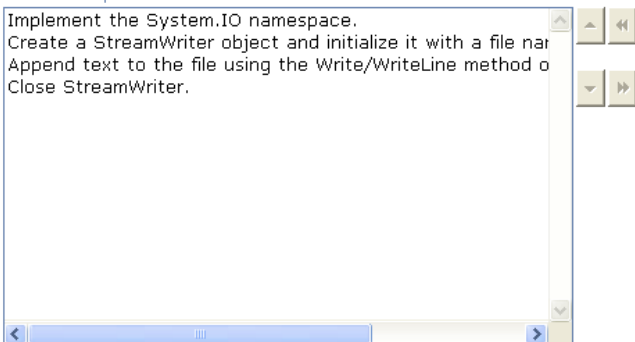 Implement the System.IO namespace.
Create a StreamWriter object and initialize it with a file
Append text to the file using the Write/WriteLine method
Close StreamWriter.